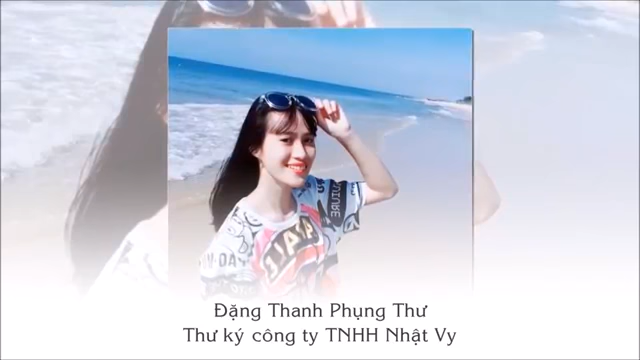 Đặng Thanh Phụng Thư
Thư ký công ty TNHH Nhật Vy